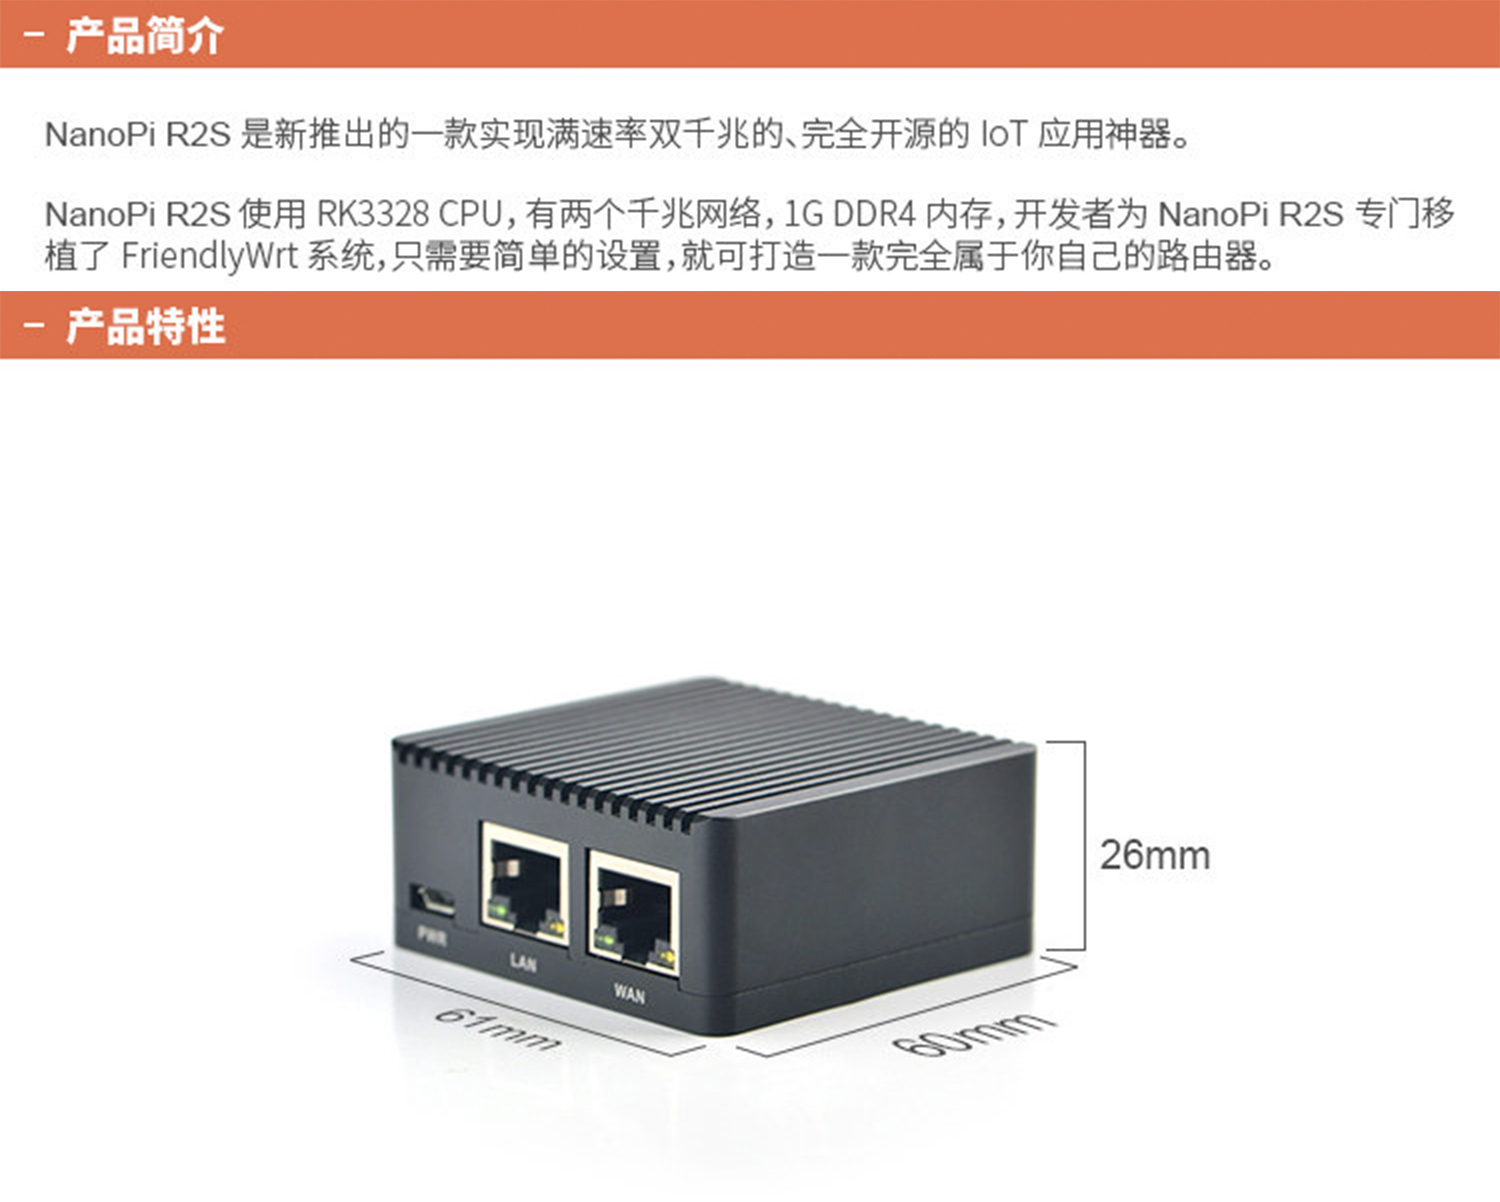 – 产品简介
NanoPi R2S 是新推出的一款实现满速率双千兆的、完全开源的 IoT 应用神器。
NanoPi R2S 使用 RK3328 CPU，有两个千兆网络，1G DDR4 内存，开发者为 NanoPi R2S 专门移
植了 FriendlyWrt 系统，只需要简单的设置，就可打造一款完全属于你自己的路由器。
– 产品特性
26mm
PWR
LAN
WAN
61mm
60mm